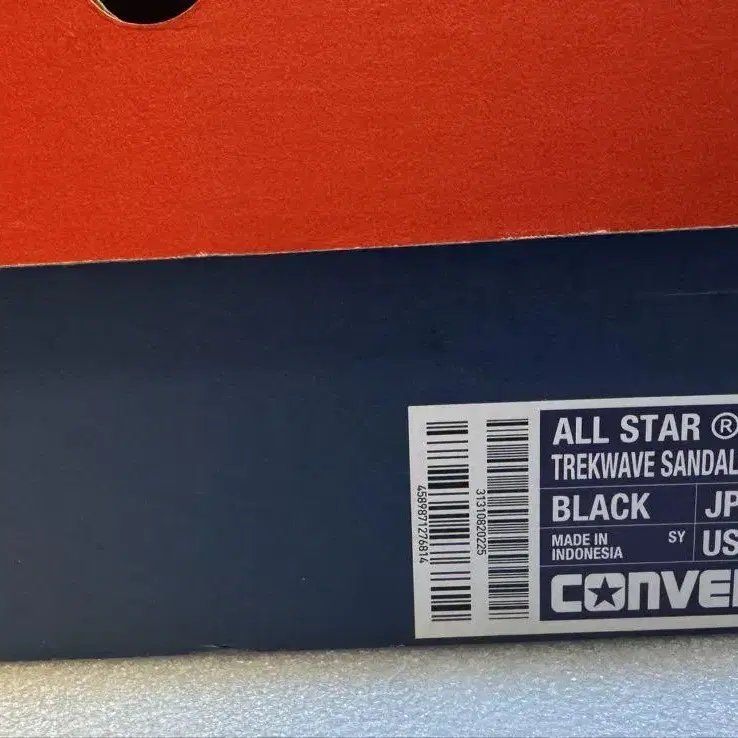 ALL STAR ®
TREKWAVE SANDAL
BLACK
JP
MADE IN
INDONESIA
SY
US
CONVE
4589871276814
31310820225